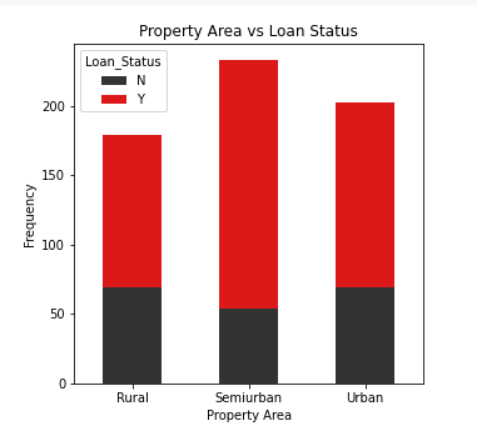 Property Area vs Loan Status
Loan_Status
N
Y
Frequency
200
150
100
50
0
Rural Semiurban Urban
Property Area